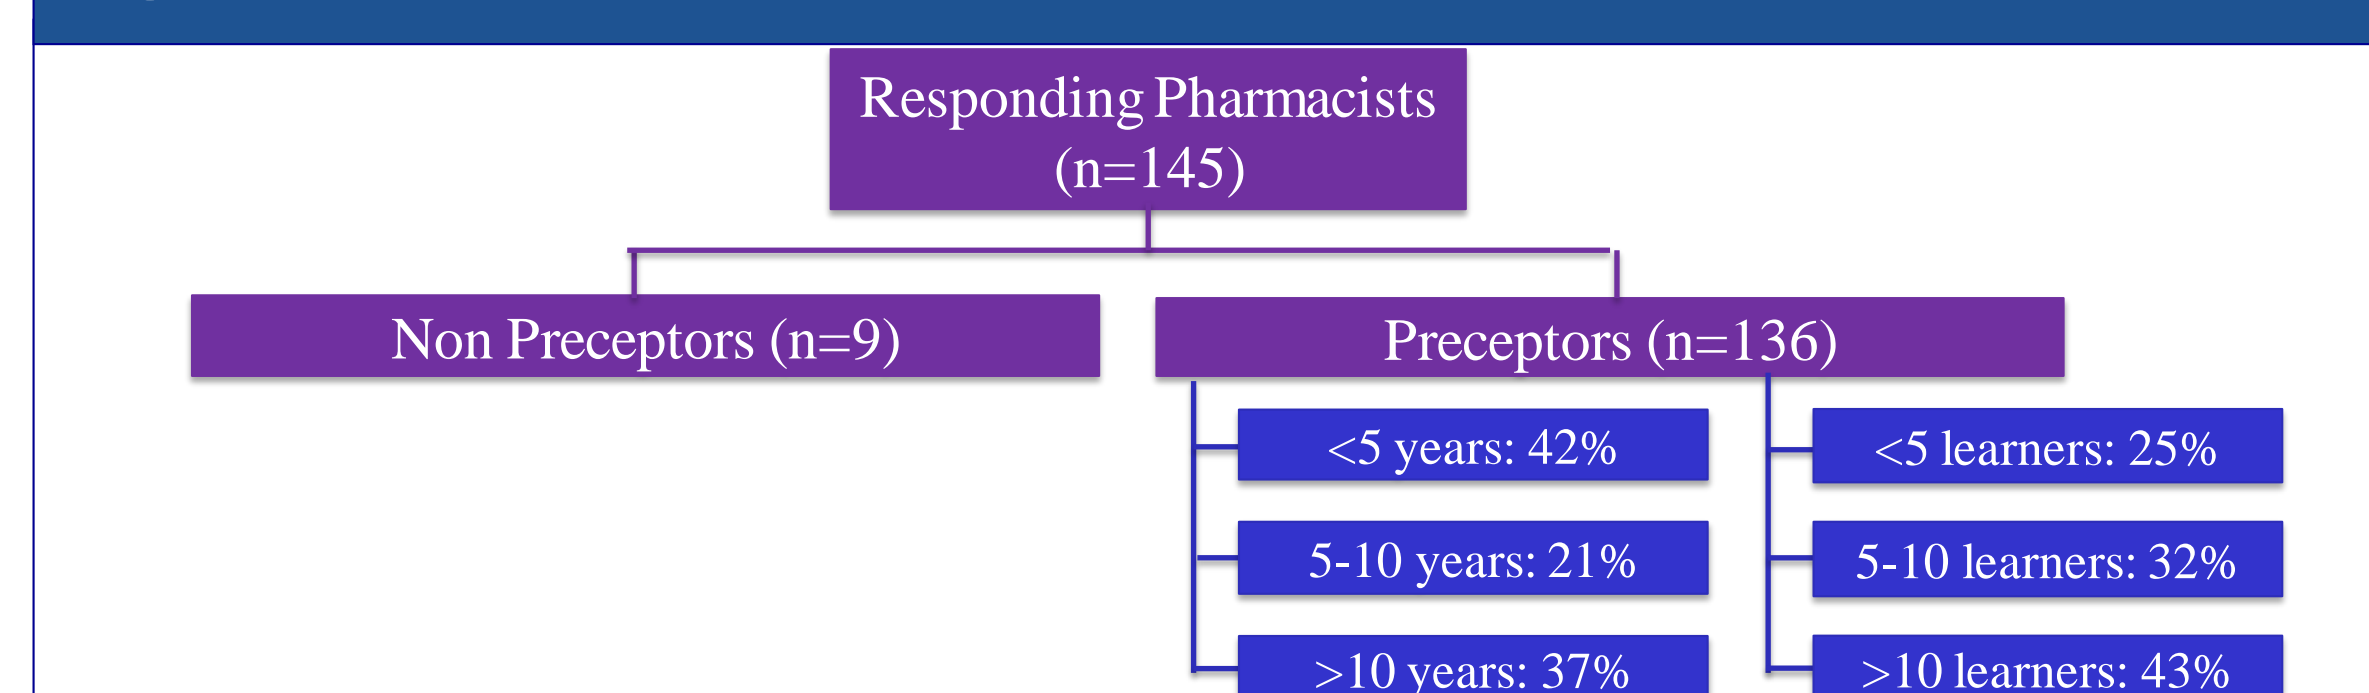 Responding Pharmacists
(n=145)
Non Preceptors (n=9)
Preceptors (n=136)
<5 years: 42%
<5 learners: 25%
5-10 years: 21%
5-10 learners: 32%
>10 years: 37%
>10 learners: 43%